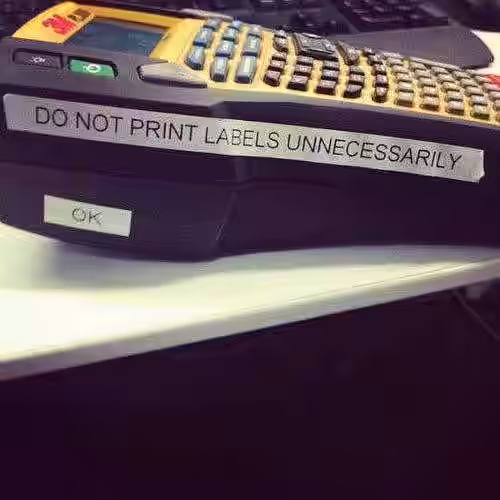 DO NOT PRINT LABELS UNNECESSARILY
OK